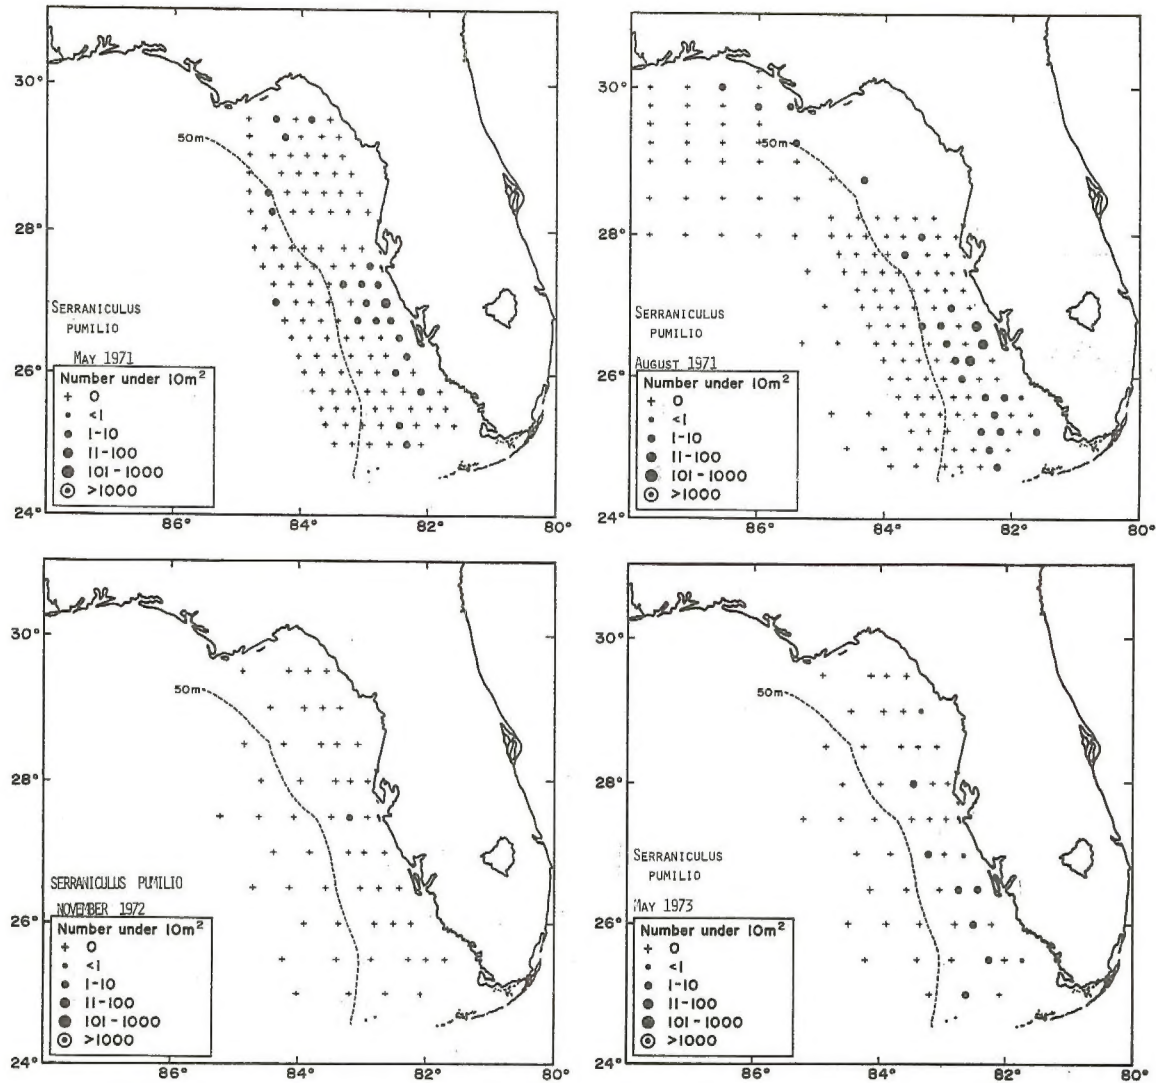 30°
28°
26°
24°
86°
84°
82°
80°
50m
SERRANICULUS
PUMILIO
MAY 1971
Number under 10m²
+ 0
<1
1-10
11-100
101-1000
>1000
30°
28°
26°
24°
86°
84°
82°
80°
50m
SERRANICULUS
PUMILIO
AUGUST 1971
Number under 10m²
+ 0
<1
1-10
11-100
101-1000
>1000
30°
28°
26°
24°
86°
84°
82°
80°
50m
SERRANICULUS PUMILIO
NOVEMBER 1972
Number under 10m²
+ 0
<1
1-10
11-100
101-1000
>1000
30°
28°
26°
24°
86°
84°
82°
80°
50m
SERRANICULUS
PUMILIO
MAY 1973
Number under 10m²
+ 0
<1
1-10
11-100
101-1000
>1000